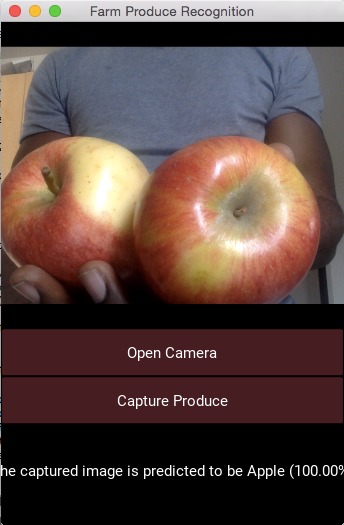 Farm Produce Recognition
Open Camera
Capture Produce
he captured image is predicted to be Apple (100.00%